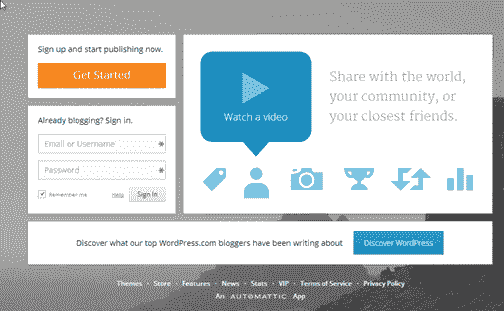 Sign up and start publishing now.
Get Started
Already blogging? Sign in.
Email or Username
Password
Remember me
Help
Sign In
Watch a video
Share with the world,
your community, or
your closest friends.
Discover what our top WordPress.com bloggers have been writing about
Discover WordPress
Themes · Store · Features · News · Stats · VIP · Terms of Service · Privacy Policy
An AUTOMATTIC App